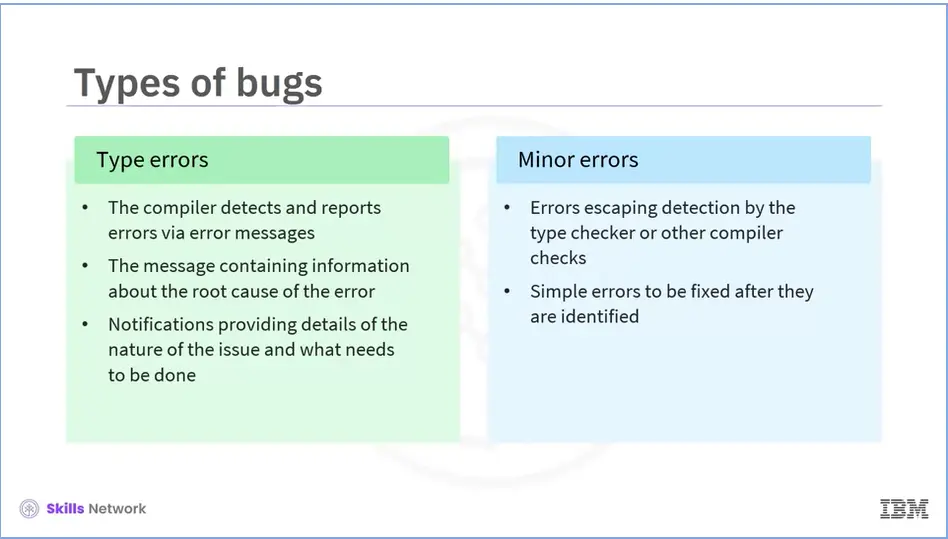 Types of bugs
Type errors
• The compiler detects and reports
errors via error messages
• The message containing information
about the root cause of the error
• Notifications providing details of the
nature of the issue and what needs
to be done
Minor errors
• Errors escaping detection by the
type checker or other compiler
checks
• Simple errors to be fixed after they
are identified
Skills Network
IBM